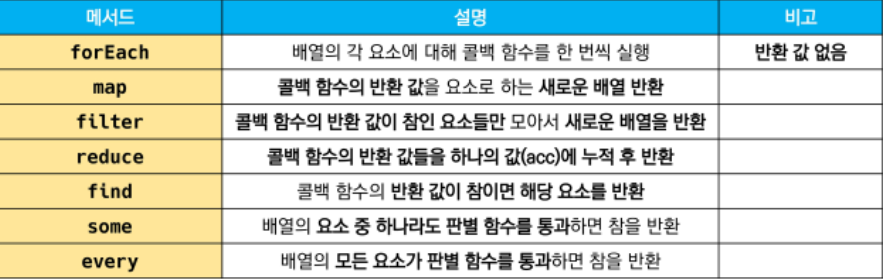 메서드 설명 비고
forEach 배열의 각 요소에 대해 콜백 함수를 한 번씩 실행 반환 값 없음
map 콜백 함수의 반환 값을 요소로 하는 새로운 배열 반환
filter 콜백 함수의 반환 값이 참인 요소들만 모아서 새로운 배열을 반환
reduce 콜백 함수의 반환 값들을 하나의 값(acc)에 누적 후 반환
find 콜백 함수의 반환 값이 참이면 해당 요소를 반환
some 배열의 요소 중 하나라도 판별 함수를 통과하면 참을 반환
every 배열의 모든 요소가 판별 함수를 통과하면 참을 반환